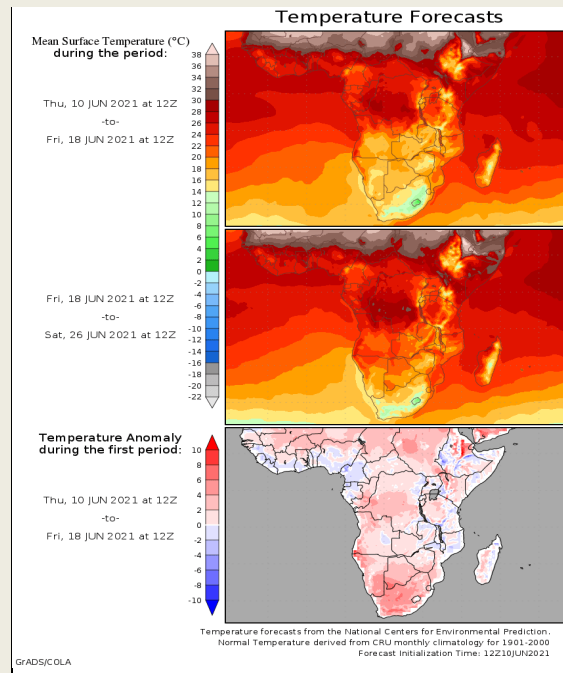 Temperature Forecasts
Mean Surface Temperature (°C)
during the period:
Thu, 10 JUN 2021 at 12Z
-to-
Fri, 18 JUN 2021 at 12Z
38
36
34
32
30
28
26
24
22
20
18
16
14
12
10
8
6
4
2
0
-2
-4
-6
-8
-10
-12
-14
-16
-18
-20
-22
Fri, 18 JUN 2021 at 12Z
-to-
Sat, 26 JUN 2021 at 12Z
Temperature Anomaly
during the first period:
Thu, 10 JUN 2021 at 12Z
-to-
Fri, 18 JUN 2021 at 12Z
10
8
6
4
2
0
-2
-4
-6
-8
-10
Temperature forecasts from the National Centers for Environmental Prediction.
Normal Temperature derived from CRU monthly climatology for 1901-2000
Forecast Initialization Time: 12Z10JUN2021
GrADS/COLA